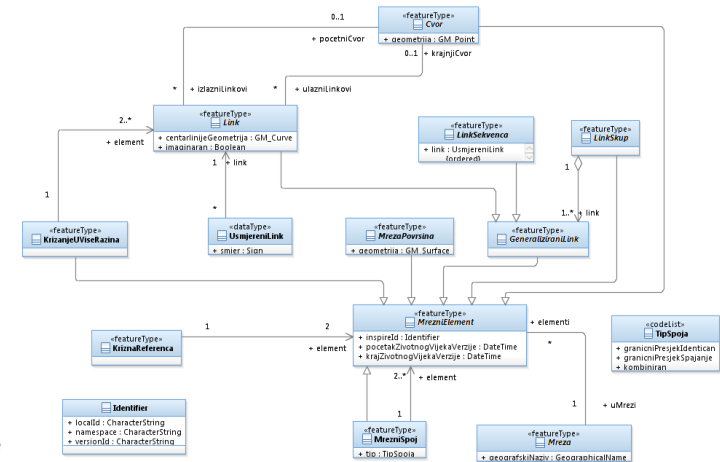 «featureType»
Cvor
+ geometrija : GM_Point
0..1
+ pocetniCvor
0..1 + krajnjiCvor
* + izlazniLinkovi
* + ulazniLinkovi
«featureType»
Link
+ centarlinijeGeometrija : GM_Curve
+ imaginaran : Boolean
2..*
+ element
1
1 + link
*
«featureType»
LinkSekvenca
+ link : UsmjereniLink
{ordered}
«featureType»
LinkSkup
1
1..* + link
«featureType»
KrizanjeUViseRazina
«dataType»
UsmjereniLink
+ smjer : Sign
«featureType»
MrezaPovrsina
+ geometrija : GM_Surface
«featureType»
GeneraliziraniLink
«featureType»
MrezniElement
+ inspireId : Identifier
+ pocetakZivotnogVijekaVerzije : DateTime
+ krajZivotnogVijekaVerzije : DateTime
+ elementi
*
«codeList»
TipSpoja
+ granicniPresjekIdentican
+ granicniPresjekSpajanje
+ kombiniran
«featureType»
KriznaReferenca
1
2
+ element
2..* + element
1
1 + uMrezi
Identifier
+ localId : CharacterString
+ namespace : CharacterString
+ versionId : CharacterString
«featureType»
MrezniSpoj
+ tip : TipSpoja
«featureType»
Mreza
+ geografskiNaziv : GeographicalName